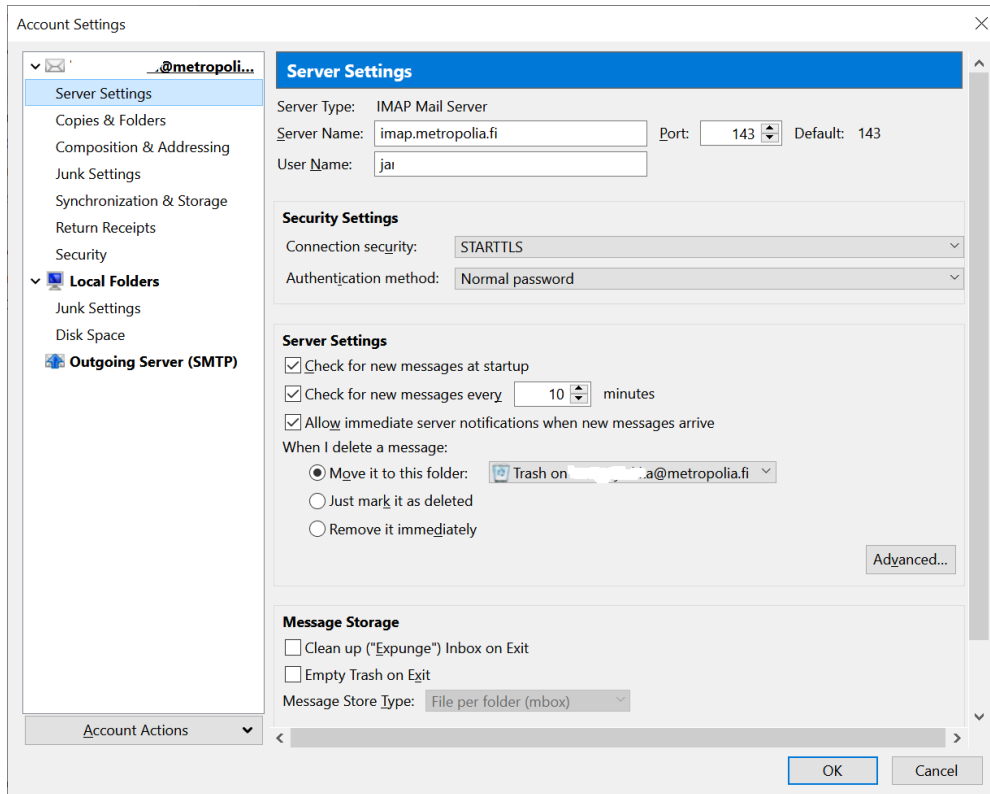 Account Settings
@metropoli...
Server Settings
Copies & Folders
Composition & Addressing
Junk Settings
Synchronization & Storage
Return Receipts
Security
Local Folders
Junk Settings
Disk Space
Outgoing Server (SMTP)
Account Actions
Server Settings
Server Type: IMAP Mail Server
Server Name: imap.metropolia.fi Port: 143 Default: 143
User Name:
Security Settings
Connection security: STARTTLS
Authentication method: Normal password
Server Settings
Check for new messages at startup
Check for new messages every 10 minutes
Allow immediate server notifications when new messages arrive
When I delete a message:
Move it to this folder: Trash on a@metropolia.fi
Just mark it as deleted
Remove it immediately
Advanced...
Message Storage
Clean up ("Expunge") Inbox on Exit
Empty Trash on Exit
Message Store Type: File per folder (mbox)
OK Cancel